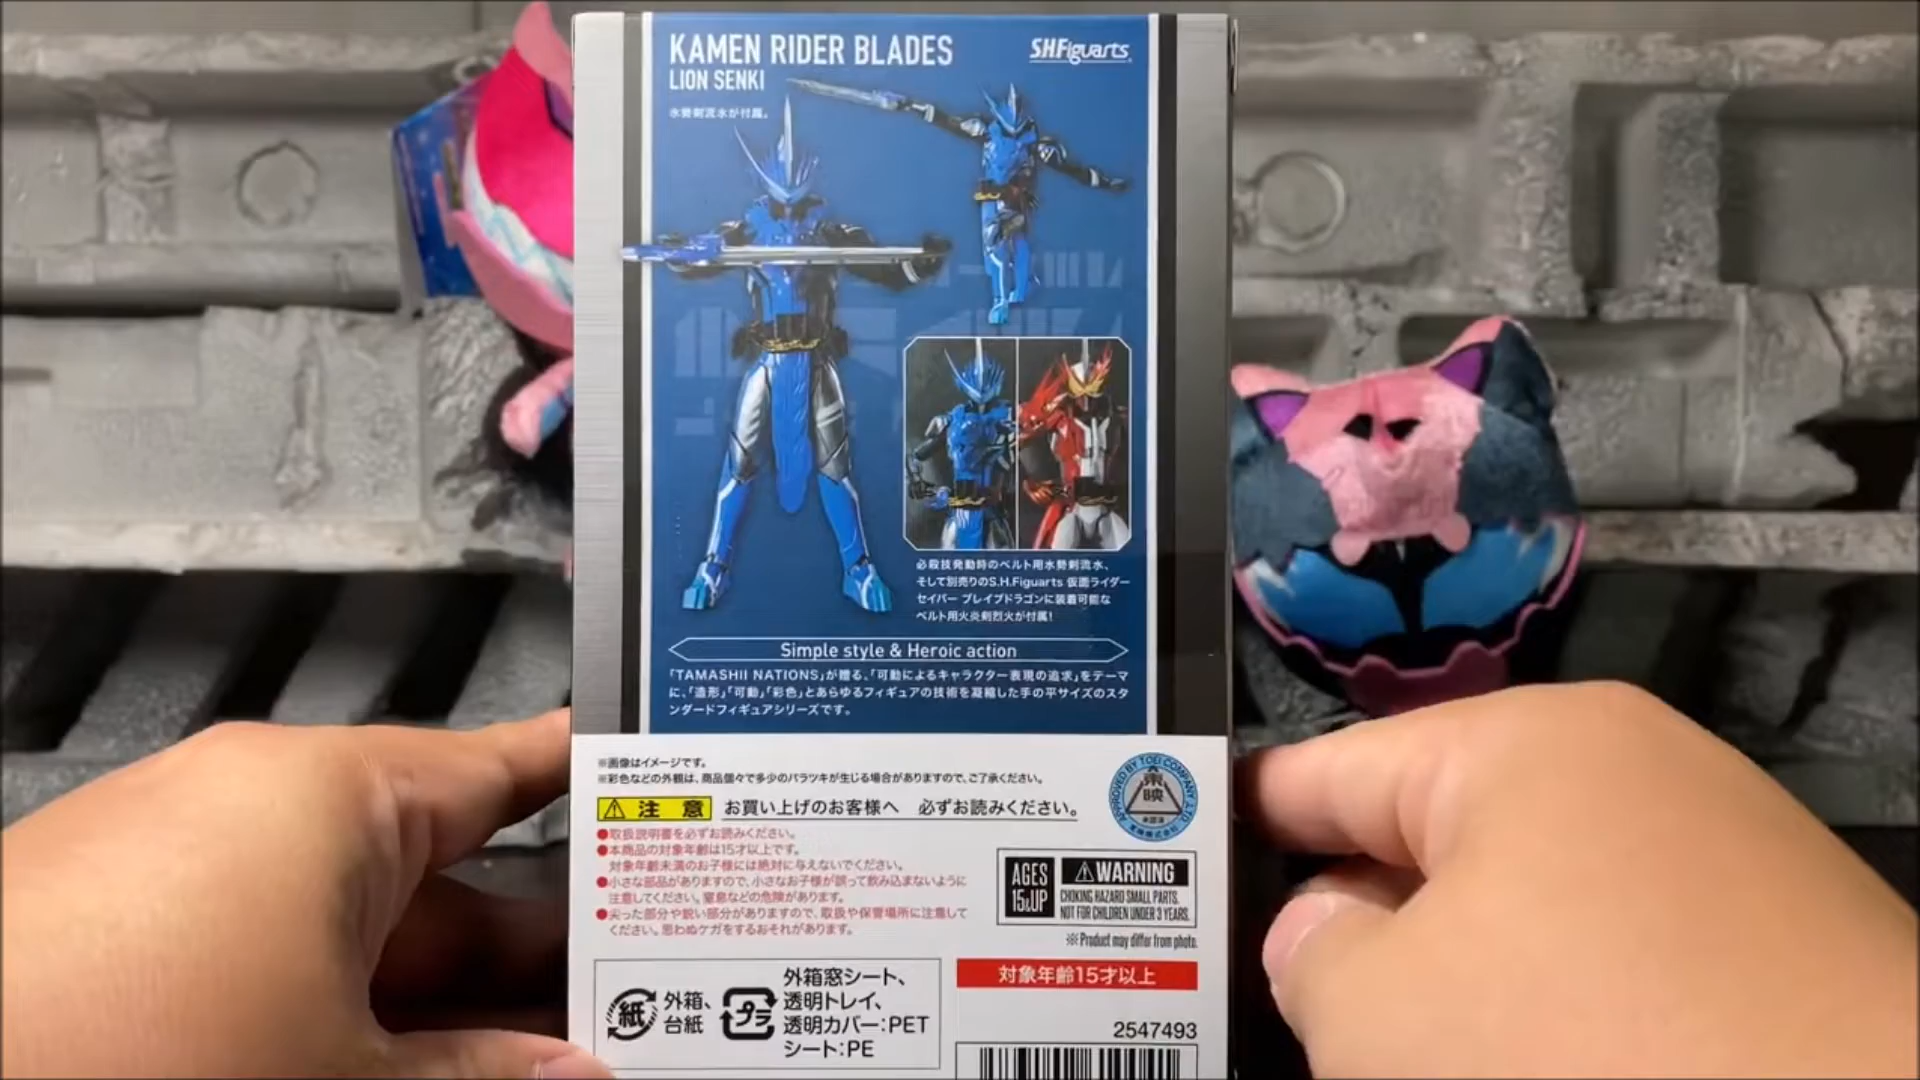 KAMEN RIDER BLADES
S.H.Figuarts
LION SENKI
水勢剣流水が付属。
必殺技発動時のベルト用水勢剣流水、
そして別売りのS.H.Figuarts 仮面ライダー
セイバー ブレイブドラゴンに装着可能な
ベルト用火炎剣烈火が付属!
Simple style & Heroic action
「TAMASHII NATIONS」が贈る、「可動によるキャラクター表現の追求」をテーマ
に、「造形」「可動」「彩色」とあらゆるフィギュアの技術を凝縮した手の平サイズのスタ
ンダードフィギュアシリーズです。
※画像はイメージです。
※彩色などの外観は、商品個々で多少のバラツキが生じる場合がありますので、ご了承ください。
注意 お買い上げのお客様へ 必ずお読みください。
●取扱説明書を必ずお読みください。
●本商品の対象年齢は15才以上です。
対象年齢未満のお子様には絶対に与えないでください。
●小さな部品がありますので、小さなお子様が誤って飲み込まないように
注意してください。窒息などの危険があります。
●尖った部分や鋭い部分がありますので、取扱や保管場所に注意して
ください。思わぬケガをするおそれがあります。
APPROVED BY TOEI COMPANY, LTD.
東映
AGES
15&UP
WARNING
CHOKING HAZARD SMALL PARTS.
NOT FOR CHILDREN UNDER 3 YEARS.
※Product may differ from photo.
対象年齢15才以上
紙
外箱、
台紙
プラ
外箱窓シート、
透明トレイ、
透明カバー:PET
シート:PE
2547493